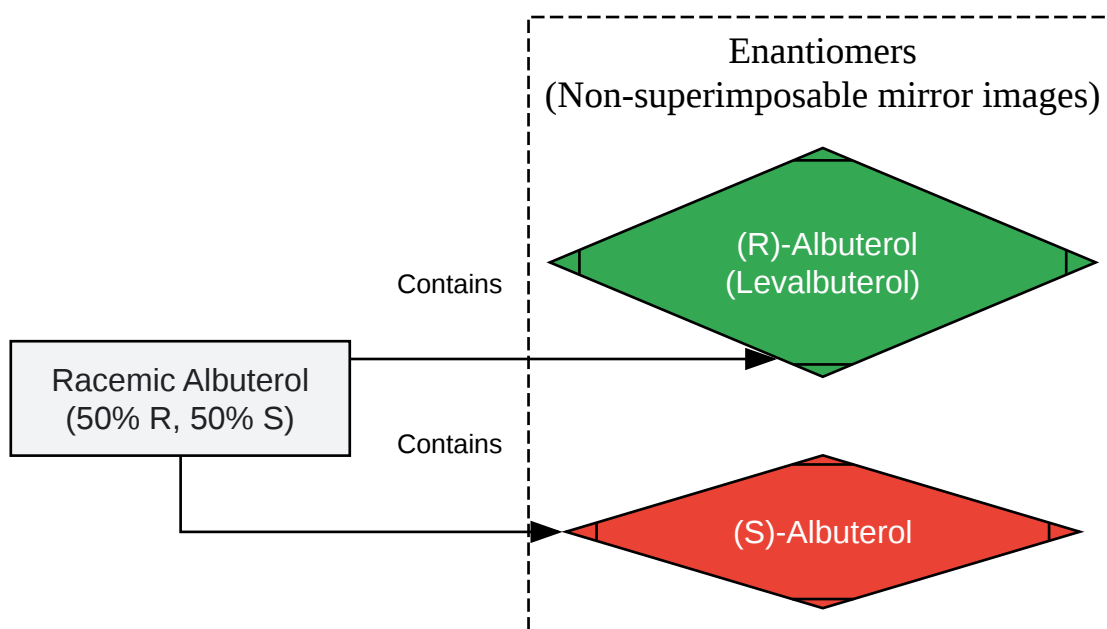 Enantiomers
(Non-superimposable mirror images)
(R)-Albuterol
(Levalbuterol)
Contains
Racemic Albuterol
(50% R, 50% S)
Contains
(S)-Albuterol